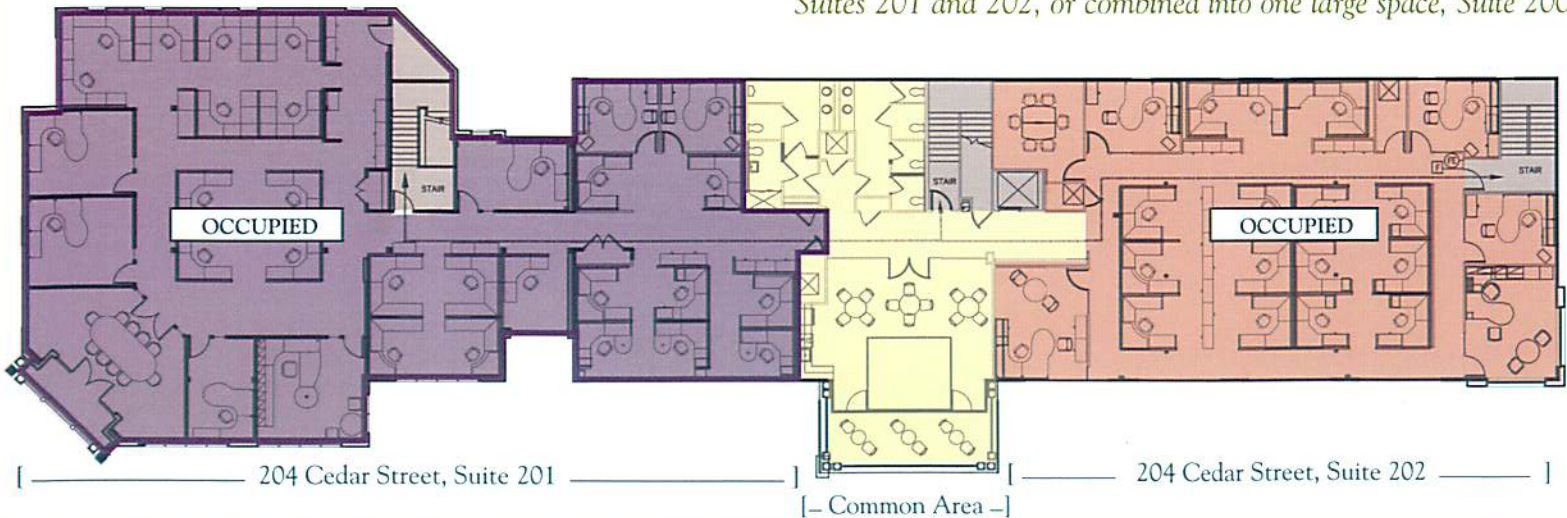 Suites 201 and 202, or combined into one large space, Suite 200
STAIR
STAIR
STAIR
OCCUPIED
OCCUPIED
204 Cedar Street, Suite 201
204 Cedar Street, Suite 202
Common Area